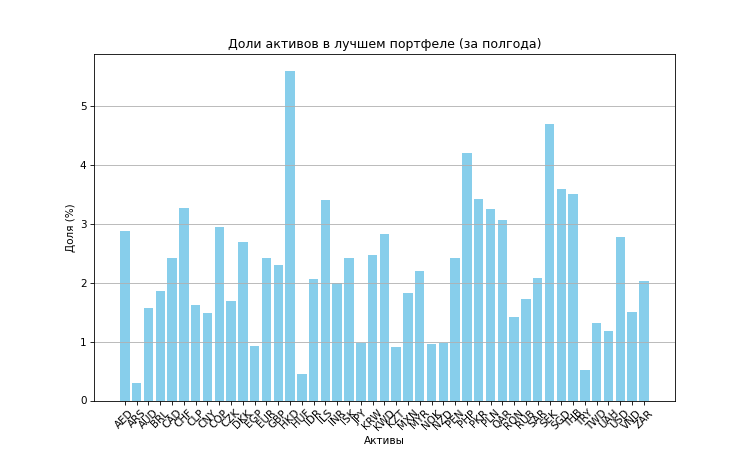 Доли активов в лучшем портфеле (за полгода)
Доля (%)
5
4
3
2
1
0
AED ARS AUD BRL CAD CHF CLP CNY COP CZK DKK EGP EUR GBP HKD HUF IDR ILS INR ISK JPY KRW KWD KZT MXN MYR NOK NZD PEN PHP PKR PLN QAR RON RUB SAR SEK SGD THB TRY TWD UAH USD VND ZAR
Активы